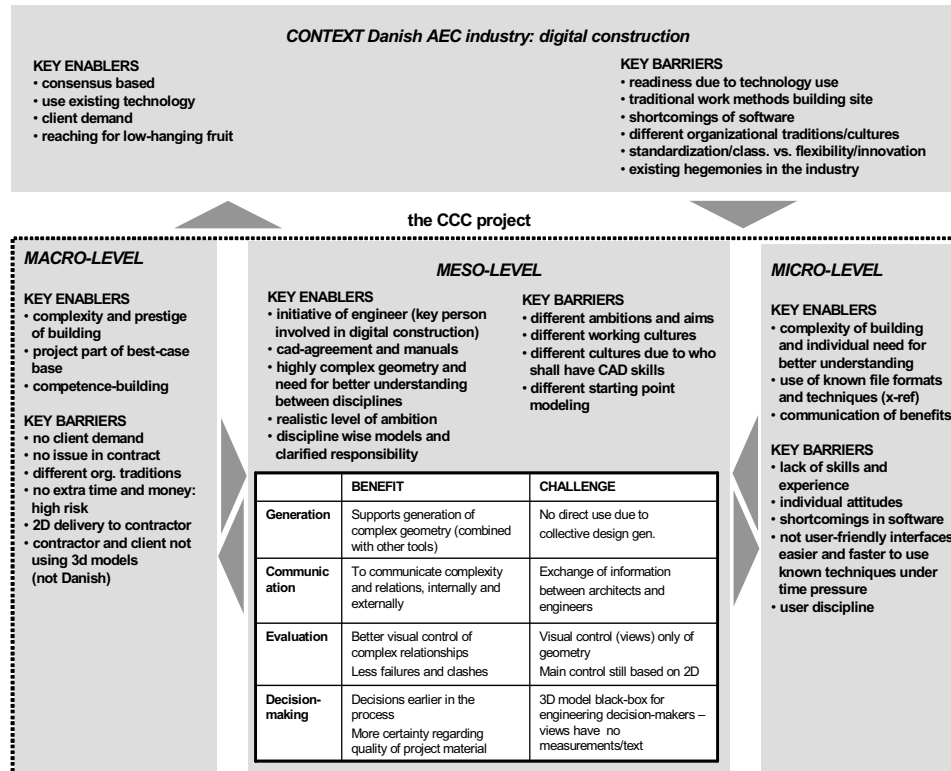 CONTEXT Danish AEC industry: digital construction
KEY ENABLERS
• consensus based
• use existing technology
• client demand
• reaching for low-hanging fruit
KEY BARRIERS
• readiness due to technology use
• traditional work methods building site
• shortcomings of software
• different organizational traditions/cultures
• standardization/class. vs. flexibility/innovation
• existing hegemonies in the industry
the CCC project
MACRO-LEVEL
KEY ENABLERS
• complexity and prestige
of building
• project part of best-case
base
• competence-building
KEY BARRIERS
• no client demand
• no issue in contract
• different org. traditions
• no extra time and money:
high risk
• 2D delivery to contractor
• contractor and client not
using 3d models
(not Danish)
MESO-LEVEL
KEY ENABLERS
• initiative of engineer (key person
involved in digital construction)
• cad-agreement and manuals
• highly complex geometry and
need for better understanding
between disciplines
• realistic level of ambition
• discipline wise models and
clarified responsibility
KEY BARRIERS
• different ambitions and aims
• different working cultures
• different cultures due to who
shall have CAD skills
• different starting point
modeling
BENEFIT
CHALLENGE
Generation
Supports generation of
complex geometry (combined
with other tools)
No direct use due to
collective design gen.
Communic
ation
To communicate complexity
and relations, internally and
externally
Exchange of information
between architects and
engineers
Evaluation
Better visual control of
complex relationships
Less failures and clashes
Visual control (views) only of
geometry
Main control still based on 2D
Decision-
making
Decisions earlier in the
process
More certainty regarding
quality of project material
3D model black-box for
engineering decision-makers –
views have no
measurements/text
MICRO-LEVEL
KEY ENABLERS
• complexity of building
and individual need for
better understanding
• use of known file formats
and techniques (x-ref)
• communication of benefits
KEY BARRIERS
• lack of skills and
experience
• individual attitudes
• shortcomings in software
• not user-friendly interfaces
easier and faster to use
known techniques under
time pressure
• user discipline